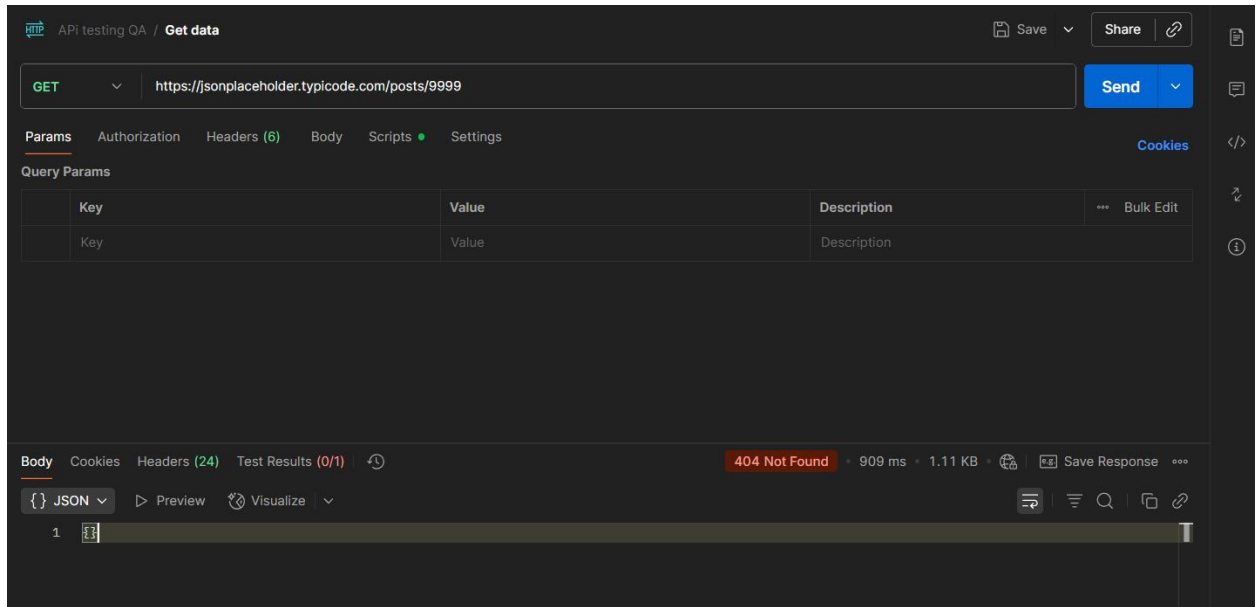 HTTP APi testing QA / Get data Save Share
GET https://jsonplaceholder.typicode.com/posts/9999 Send
Params Authorization Headers (6) Body Scripts Settings Cookies
Query Params
Key Value Description Bulk Edit
Key Value Description
Body Cookies Headers (24) Test Results (0/1) 404 Not Found 909 ms 1.11 KB e.g. Save Response
{} JSON Preview Visualize
1 {}